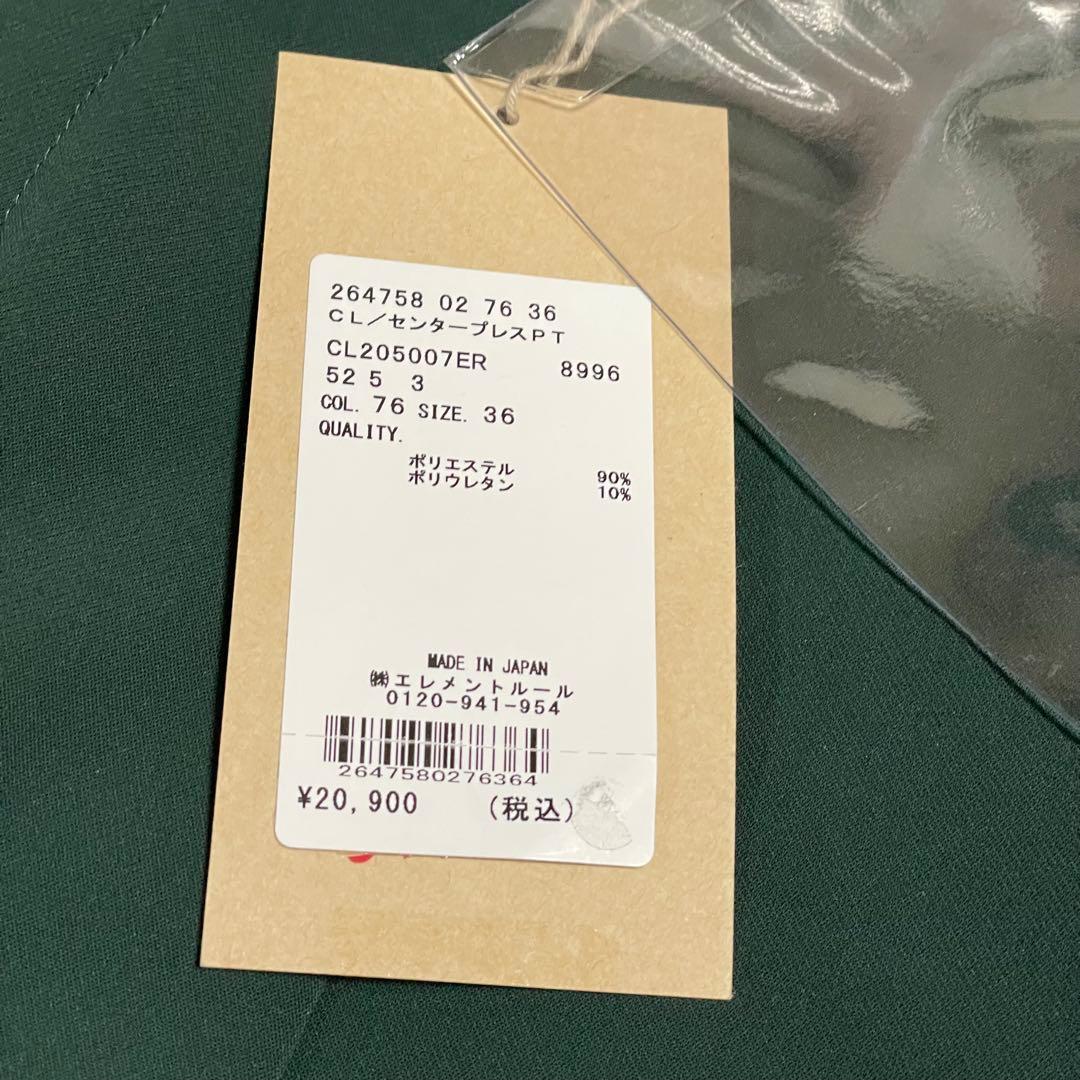 264758 02 76 36
CL/センタープレスPT
CL205007ER 8996
52 5 3
COL. 76 SIZE. 36
QUALITY.
ポリエステル 90%
ポリウレタン 10%
MADE IN JAPAN
㈱エレメントルール
0120-941-954
2647580276364
¥20,900 (税込)